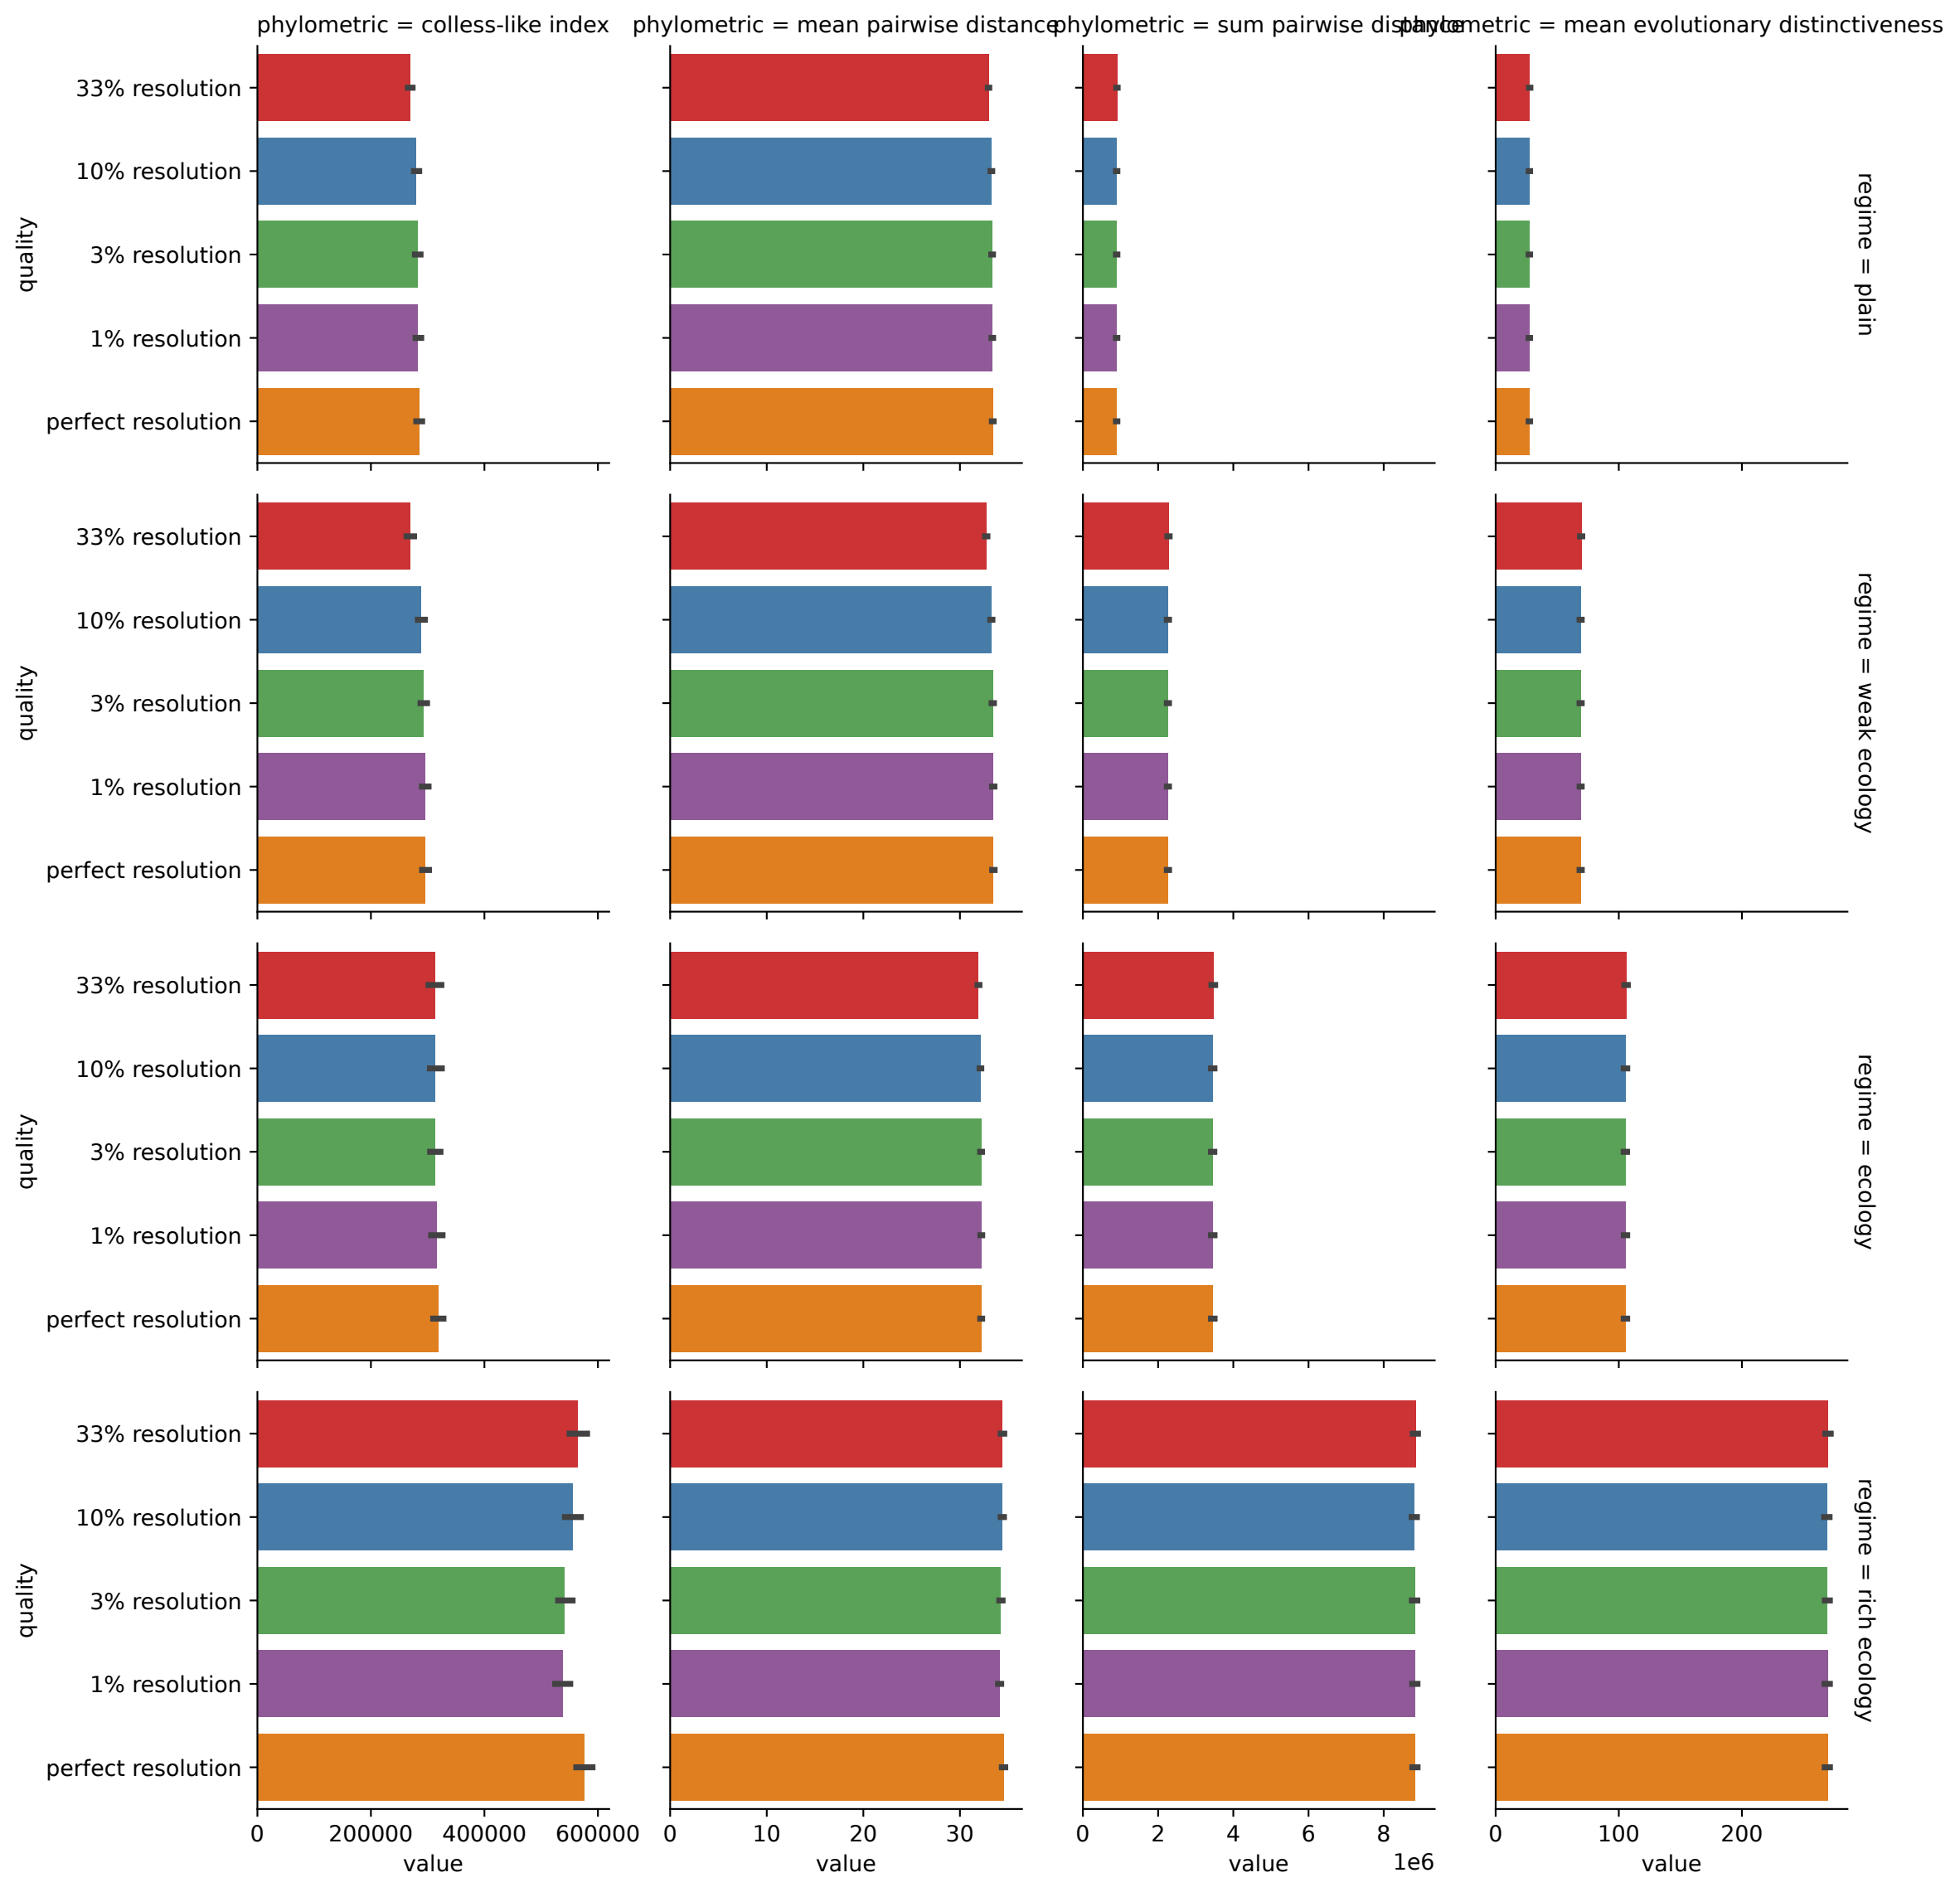 phylometric = colless-like index
phylometric = mean pairwise distance
phylometric = sum pairwise distance
phylometric = mean evolutionary distinctiveness
quality
33% resolution
10% resolution
3% resolution
1% resolution
perfect resolution
regime = plain
quality
33% resolution
10% resolution
3% resolution
1% resolution
perfect resolution
regime = weak ecology
quality
33% resolution
10% resolution
3% resolution
1% resolution
perfect resolution
regime = ecology
quality
33% resolution
10% resolution
3% resolution
1% resolution
perfect resolution
regime = rich ecology
0 200000 400000 600000
value
0 10 20 30
value
0 2 4 6 8
1e6
value
0 100 200
value